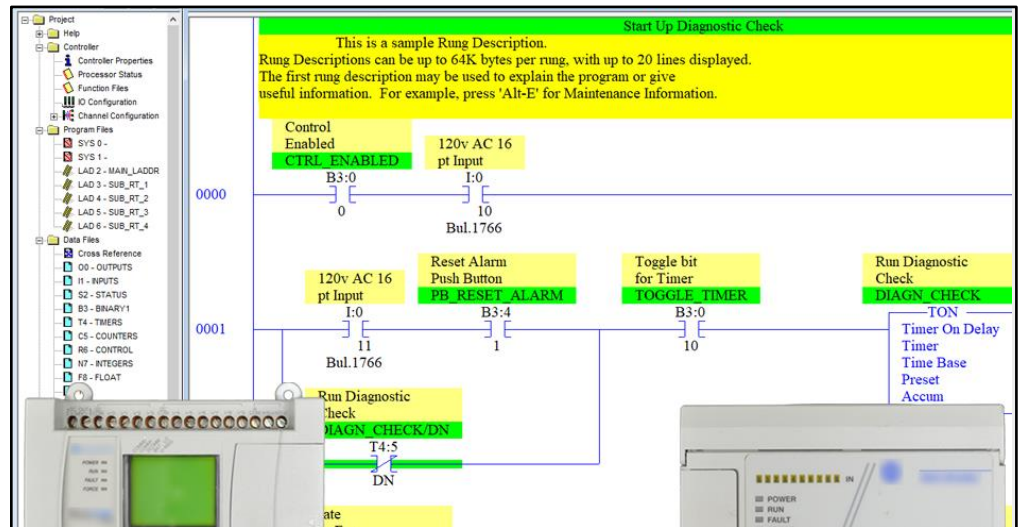 Project
Help
Controller
Controller Properties
Processor Status
Function Files
IO Configuration
Channel Configuration
Program Files
SYS 0 -
SYS 1 -
LAD 2 - MAIN_LADDR
LAD 3 - SUB_RT_1
LAD 4 - SUB_RT_2
LAD 5 - SUB_RT_3
LAD 6 - SUB_RT_4
Data Files
Cross Reference
O0 - OUTPUTS
I1 - INPUTS
S2 - STATUS
B3 - BINARY1
T4 - TIMERS
C5 - COUNTERS
R6 - CONTROL
N7 - INTEGERS
F8 - FLOAT
Start Up Diagnostic Check
This is a sample Rung Description.
Rung Descriptions can be up to 64K bytes per rung, with up to 20 lines displayed.
The first rung description may be used to explain the program or give
useful information. For example, press 'Alt-E' for Maintenance Information.
Control
Enabled
CTRL_ENABLED
B3:0
0
120v AC 16
pt Input
I:0
10
Bul.1766
0000
120v AC 16
pt Input
I:0
11
Bul.1766
Reset Alarm
Push Button
PB_RESET_ALARM
B3:4
1
Toggle bit
for Timer
TOGGLE_TIMER
B3:0
10
Run Diagnostic
Check
DIAGN_CHECK
TON
Timer On Delay
Timer
Time Base
Preset
Accum
0001
Run Diagnostic
Check
DIAGN_CHECK/DN
T4:5
DN
ate
POWER
RUN
FAULT
FORCE
IN
POWER
RUN
FAULT